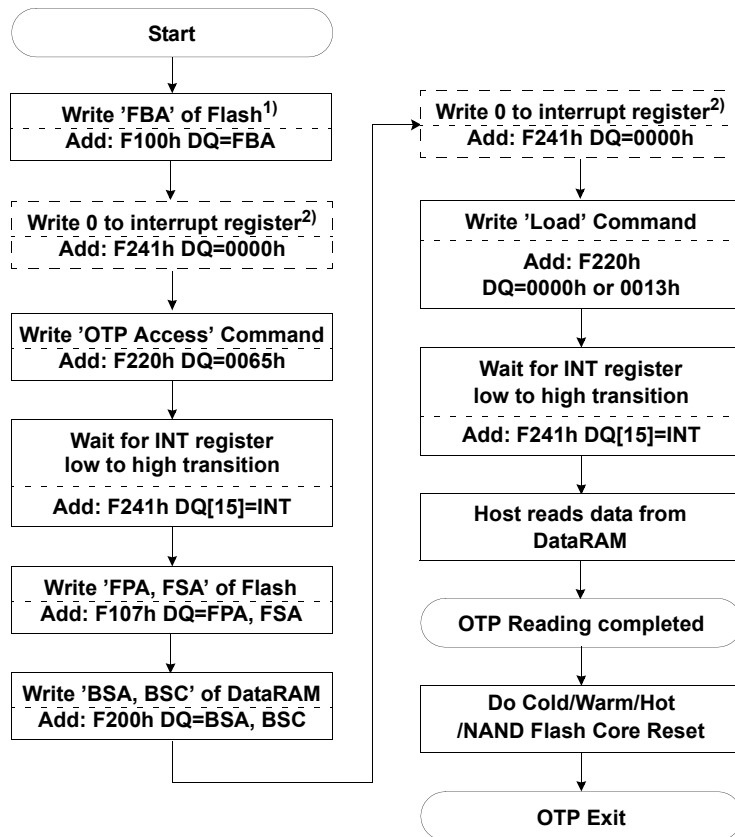 Start
Write ’FBA’ of Flash1)
Add: F100h DQ=FBA
Write 0 to interrupt register2)
Add: F241h DQ=0000h
Write ’OTP Access’ Command
Add: F220h DQ=0065h
Wait for INT register
low to high transition
Add: F241h DQ[15]=INT
Write ’FPA, FSA’ of Flash
Add: F107h DQ=FPA, FSA
Write ’BSA, BSC’ of DataRAM
Add: F200h DQ=BSA, BSC
Write 0 to interrupt register2)
Add: F241h DQ=0000h
Write ’Load’ Command
Add: F220h
DQ=0000h or 0013h
Wait for INT register
low to high transition
Add: F241h DQ[15]=INT
Host reads data from
DataRAM
OTP Reading completed
Do Cold/Warm/Hot
/NAND Flash Core Reset
OTP Exit